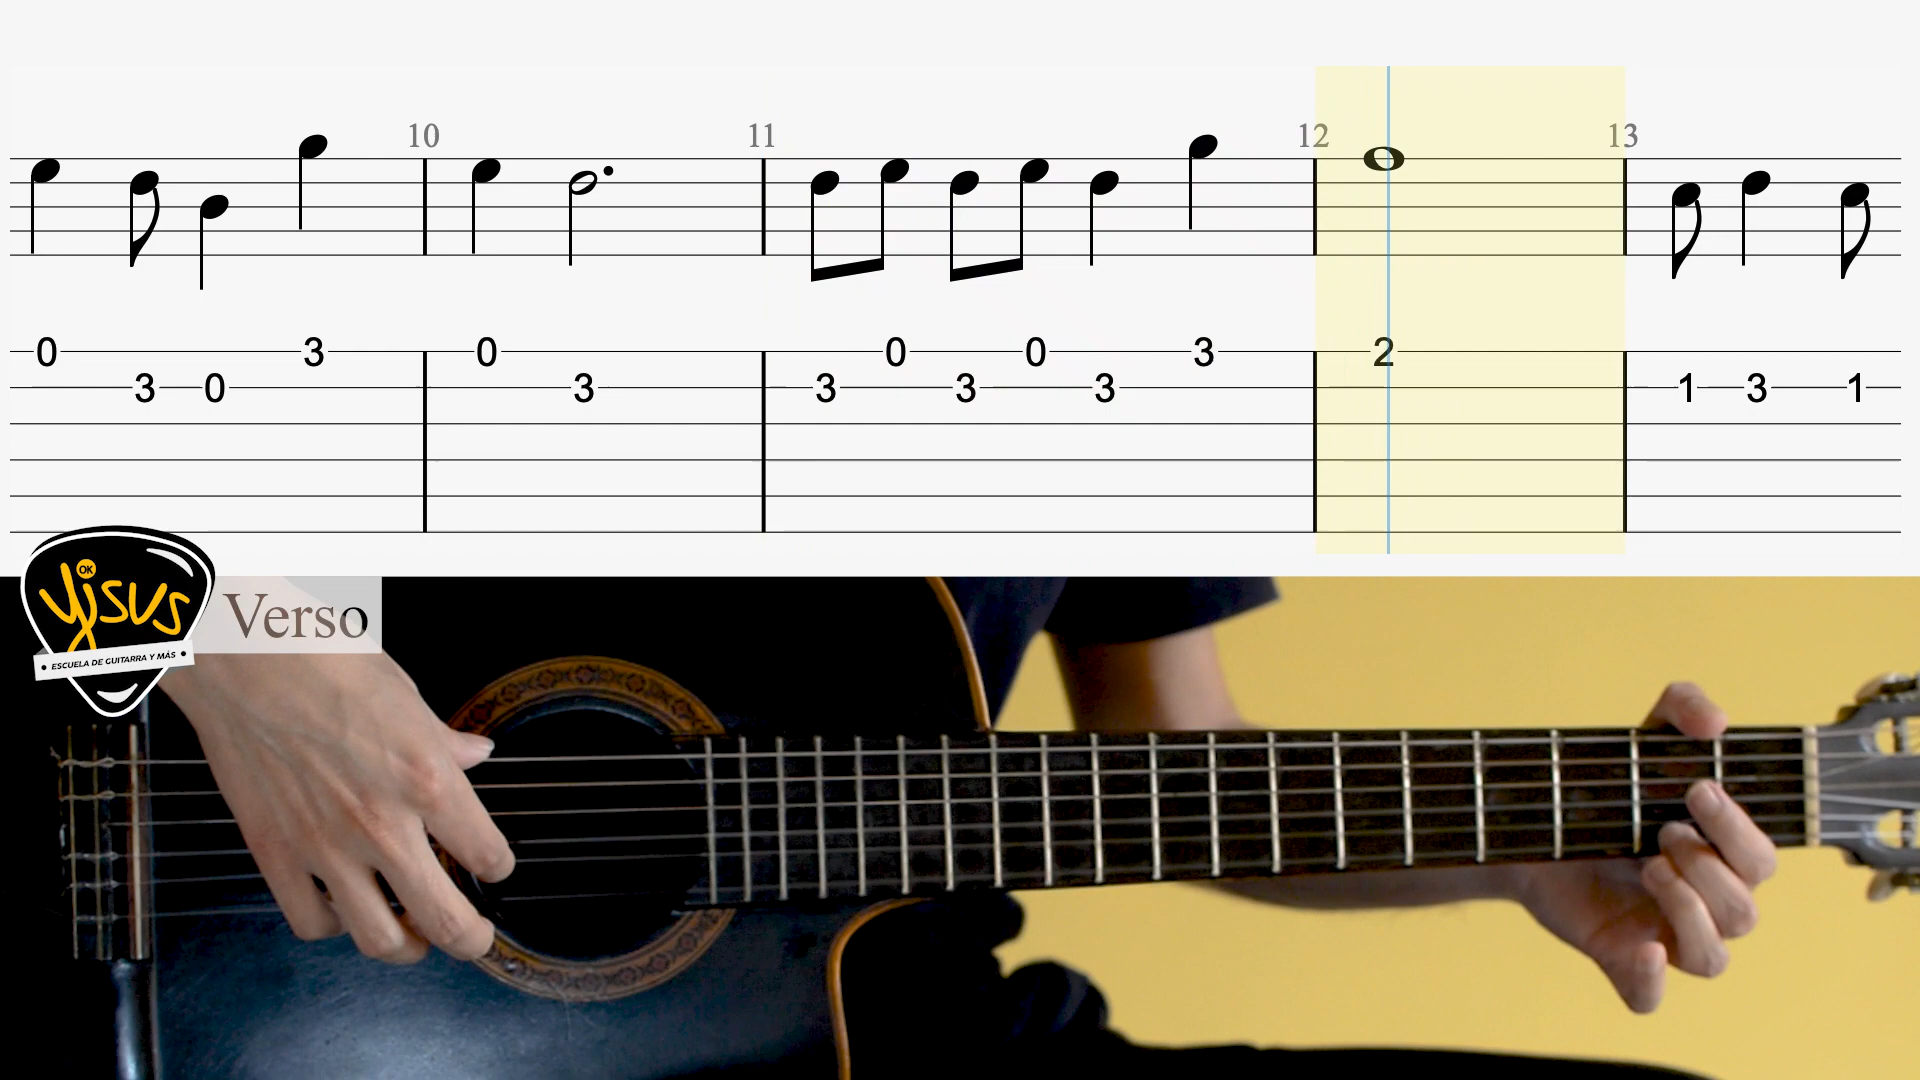 10 11 12 13
0 3 0 0 0 3 2
3 0 3 3 3 3 1 3 1
OK
yjsus
• ESCUELA DE GUITARRA Y MÁS •
Verso